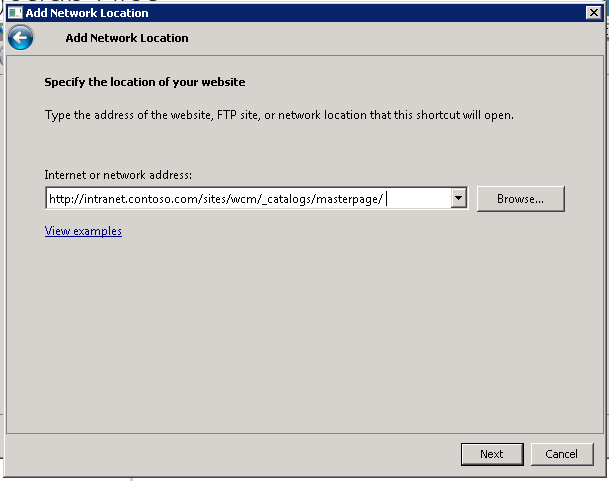 Add Network Location
Add Network Location
Specify the location of your website
Type the address of the website, FTP site, or network location that this shortcut will open.
Internet or network address:
http://intranet.contoso.com/sites/wcm/_catalogs/masterpage/
Browse...
View examples
Next
Cancel